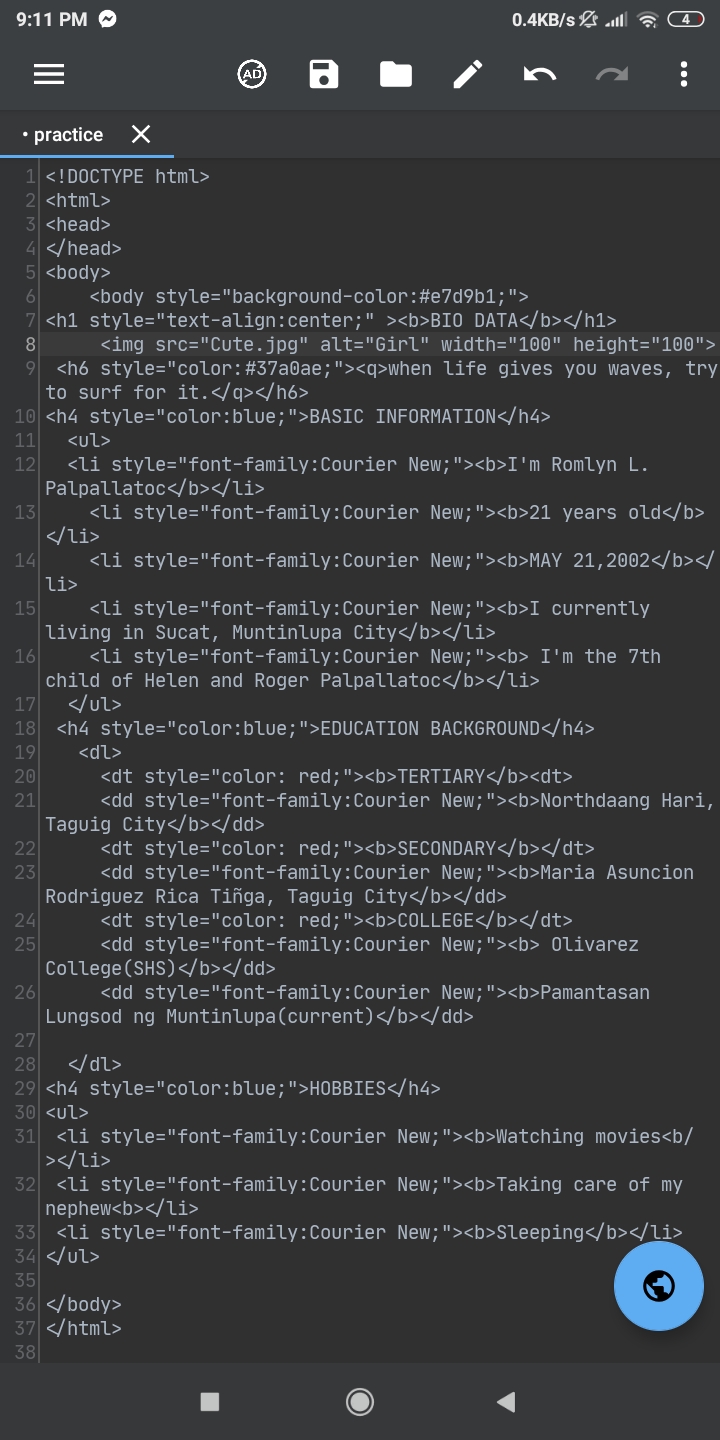 9:11 PM 0.4KB/s 4
AD
• practice
1 <!DOCTYPE html>
2 <html>
3 <head>
4 </head>
5 <body>
6     <body style="background-color:#e7d9b1;">
7 <h1 style="text-align:center;" ><b>BIO DATA</b></h1>
8      <img src="Cute.jpg" alt="Girl" width="100" height="100">
9  <h6 style="color:#37a0ae;"><q>when life gives you waves, try
to surf for it.</q></h6>
10 <h4 style="color:blue;">BASIC INFORMATION</h4>
11   <ul>
12   <li style="font-family:Courier New;"><b>I'm Romlyn L.
Palpallatoc</b></li>
13     <li style="font-family:Courier New;"><b>21 years old</b>
</li>
14     <li style="font-family:Courier New;"><b>MAY 21,2002</b></
li>
15     <li style="font-family:Courier New;"><b>I currently
living in Sucat, Muntinlupa City</b></li>
16     <li style="font-family:Courier New;"><b> I'm the 7th
child of Helen and Roger Palpallatoc</b></li>
17   </ul>
18  <h4 style="color:blue;">EDUCATION BACKGROUND</h4>
19    <dl>
20      <dt style="color: red;"><b>TERTIARY</b><dt>
21      <dd style="font-family:Courier New;"><b>Northdaang Hari,
Taguig City</b></dd>
22      <dt style="color: red;"><b>SECONDARY</b></dt>
23      <dd style="font-family:Courier New;"><b>Maria Asuncion
Rodriguez Rica Tiñga, Taguig City</b></dd>
24      <dt style="color: red;"><b>COLLEGE</b></dt>
25      <dd style="font-family:Courier New;"><b> Olivarez
College(SHS)</b></dd>
26      <dd style="font-family:Courier New;"><b>Pamantasan
Lungsod ng Muntinlupa(current)</b></dd>
27
28   </dl>
29 <h4 style="color:blue;">HOBBIES</h4>
30 <ul>
31  <li style="font-family:Courier New;"><b>Watching movies<b/
></li>
32  <li style="font-family:Courier New;"><b>Taking care of my
nephew<b></li>
33  <li style="font-family:Courier New;"><b>Sleeping</b></li>
34 </ul>
35
36 </body>
37 </html>
38